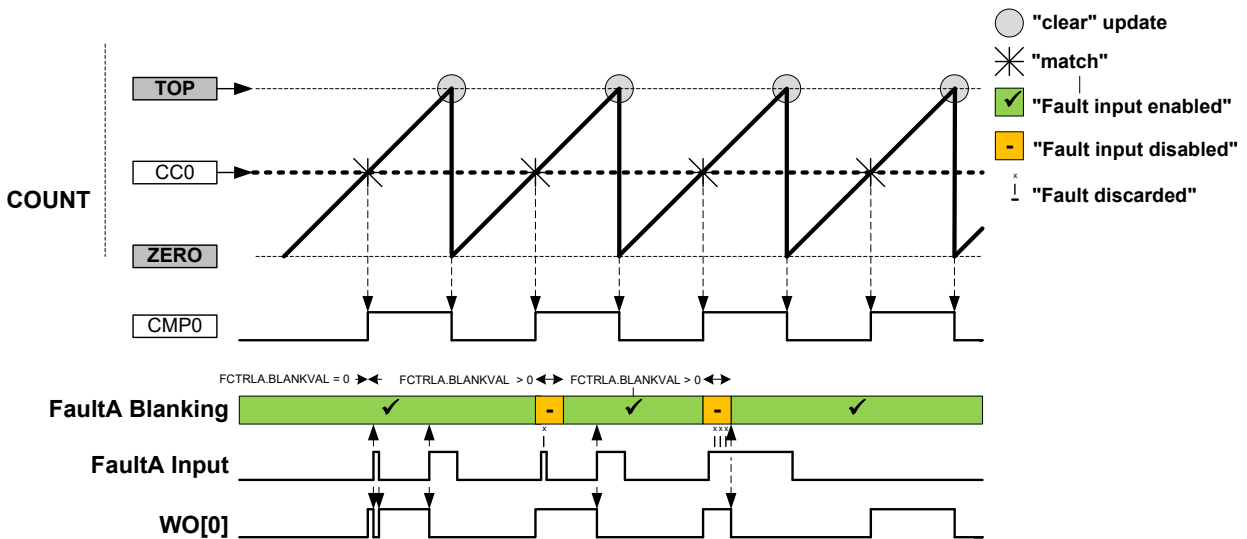 "clear" update
"match"
"Fault input enabled"
"Fault input disabled"
x
"Fault discarded"
TOP
CC0
COUNT
ZERO
CMP0
FCTRLA.BLANKVAL = 0
FCTRLA.BLANKVAL > 0
FCTRLA.BLANKVAL > 0
FaultA Blanking
- -
x xxx
FaultA Input
WO[0]